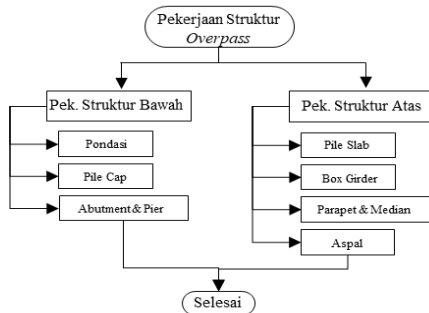 Pekerjaan Struktur
Overpass
Pek. Struktur Bawah
Pondasi
Pile Cap
Abutment & Pier
Pek. Struktur Atas
Pile Slab
Box Girder
Parapet & Median
Aspal
Selesai